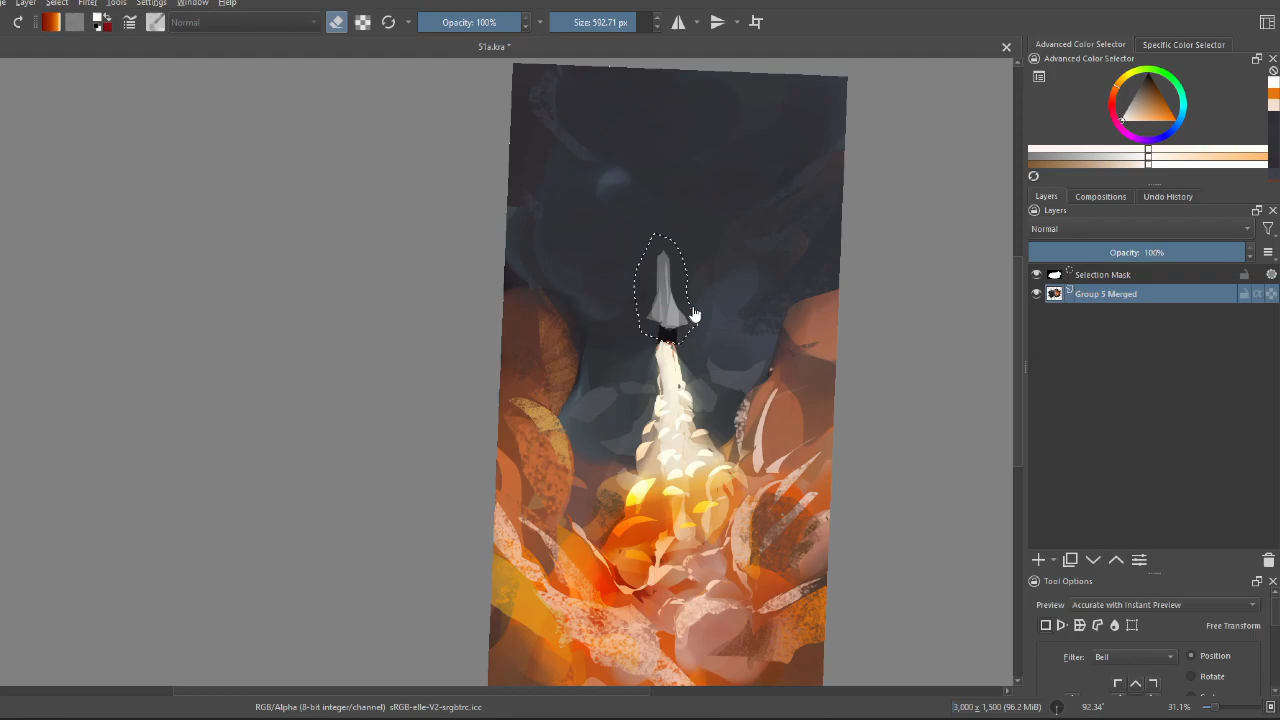 Layer Select Filter Tools Settings Window Help
Normal
Opacity: 100%
Size: 592.71 px
51a.kra *
Advanced Color Selector Specific Color Selector
Advanced Color Selector
Layers Compositions Undo History
Layers
Normal
Opacity: 100%
Selection Mask
Group 5 Merged
Tool Options
Preview Accurate with Instant Preview
Free Transform
Filter: Bell
Position
Rotate
RGB/Alpha (8-bit integer/channel) sRGB-elle-V2-srgbtrc.icc
3,000 x 1,500 (96.2 MiB)
92.34°
31.1%